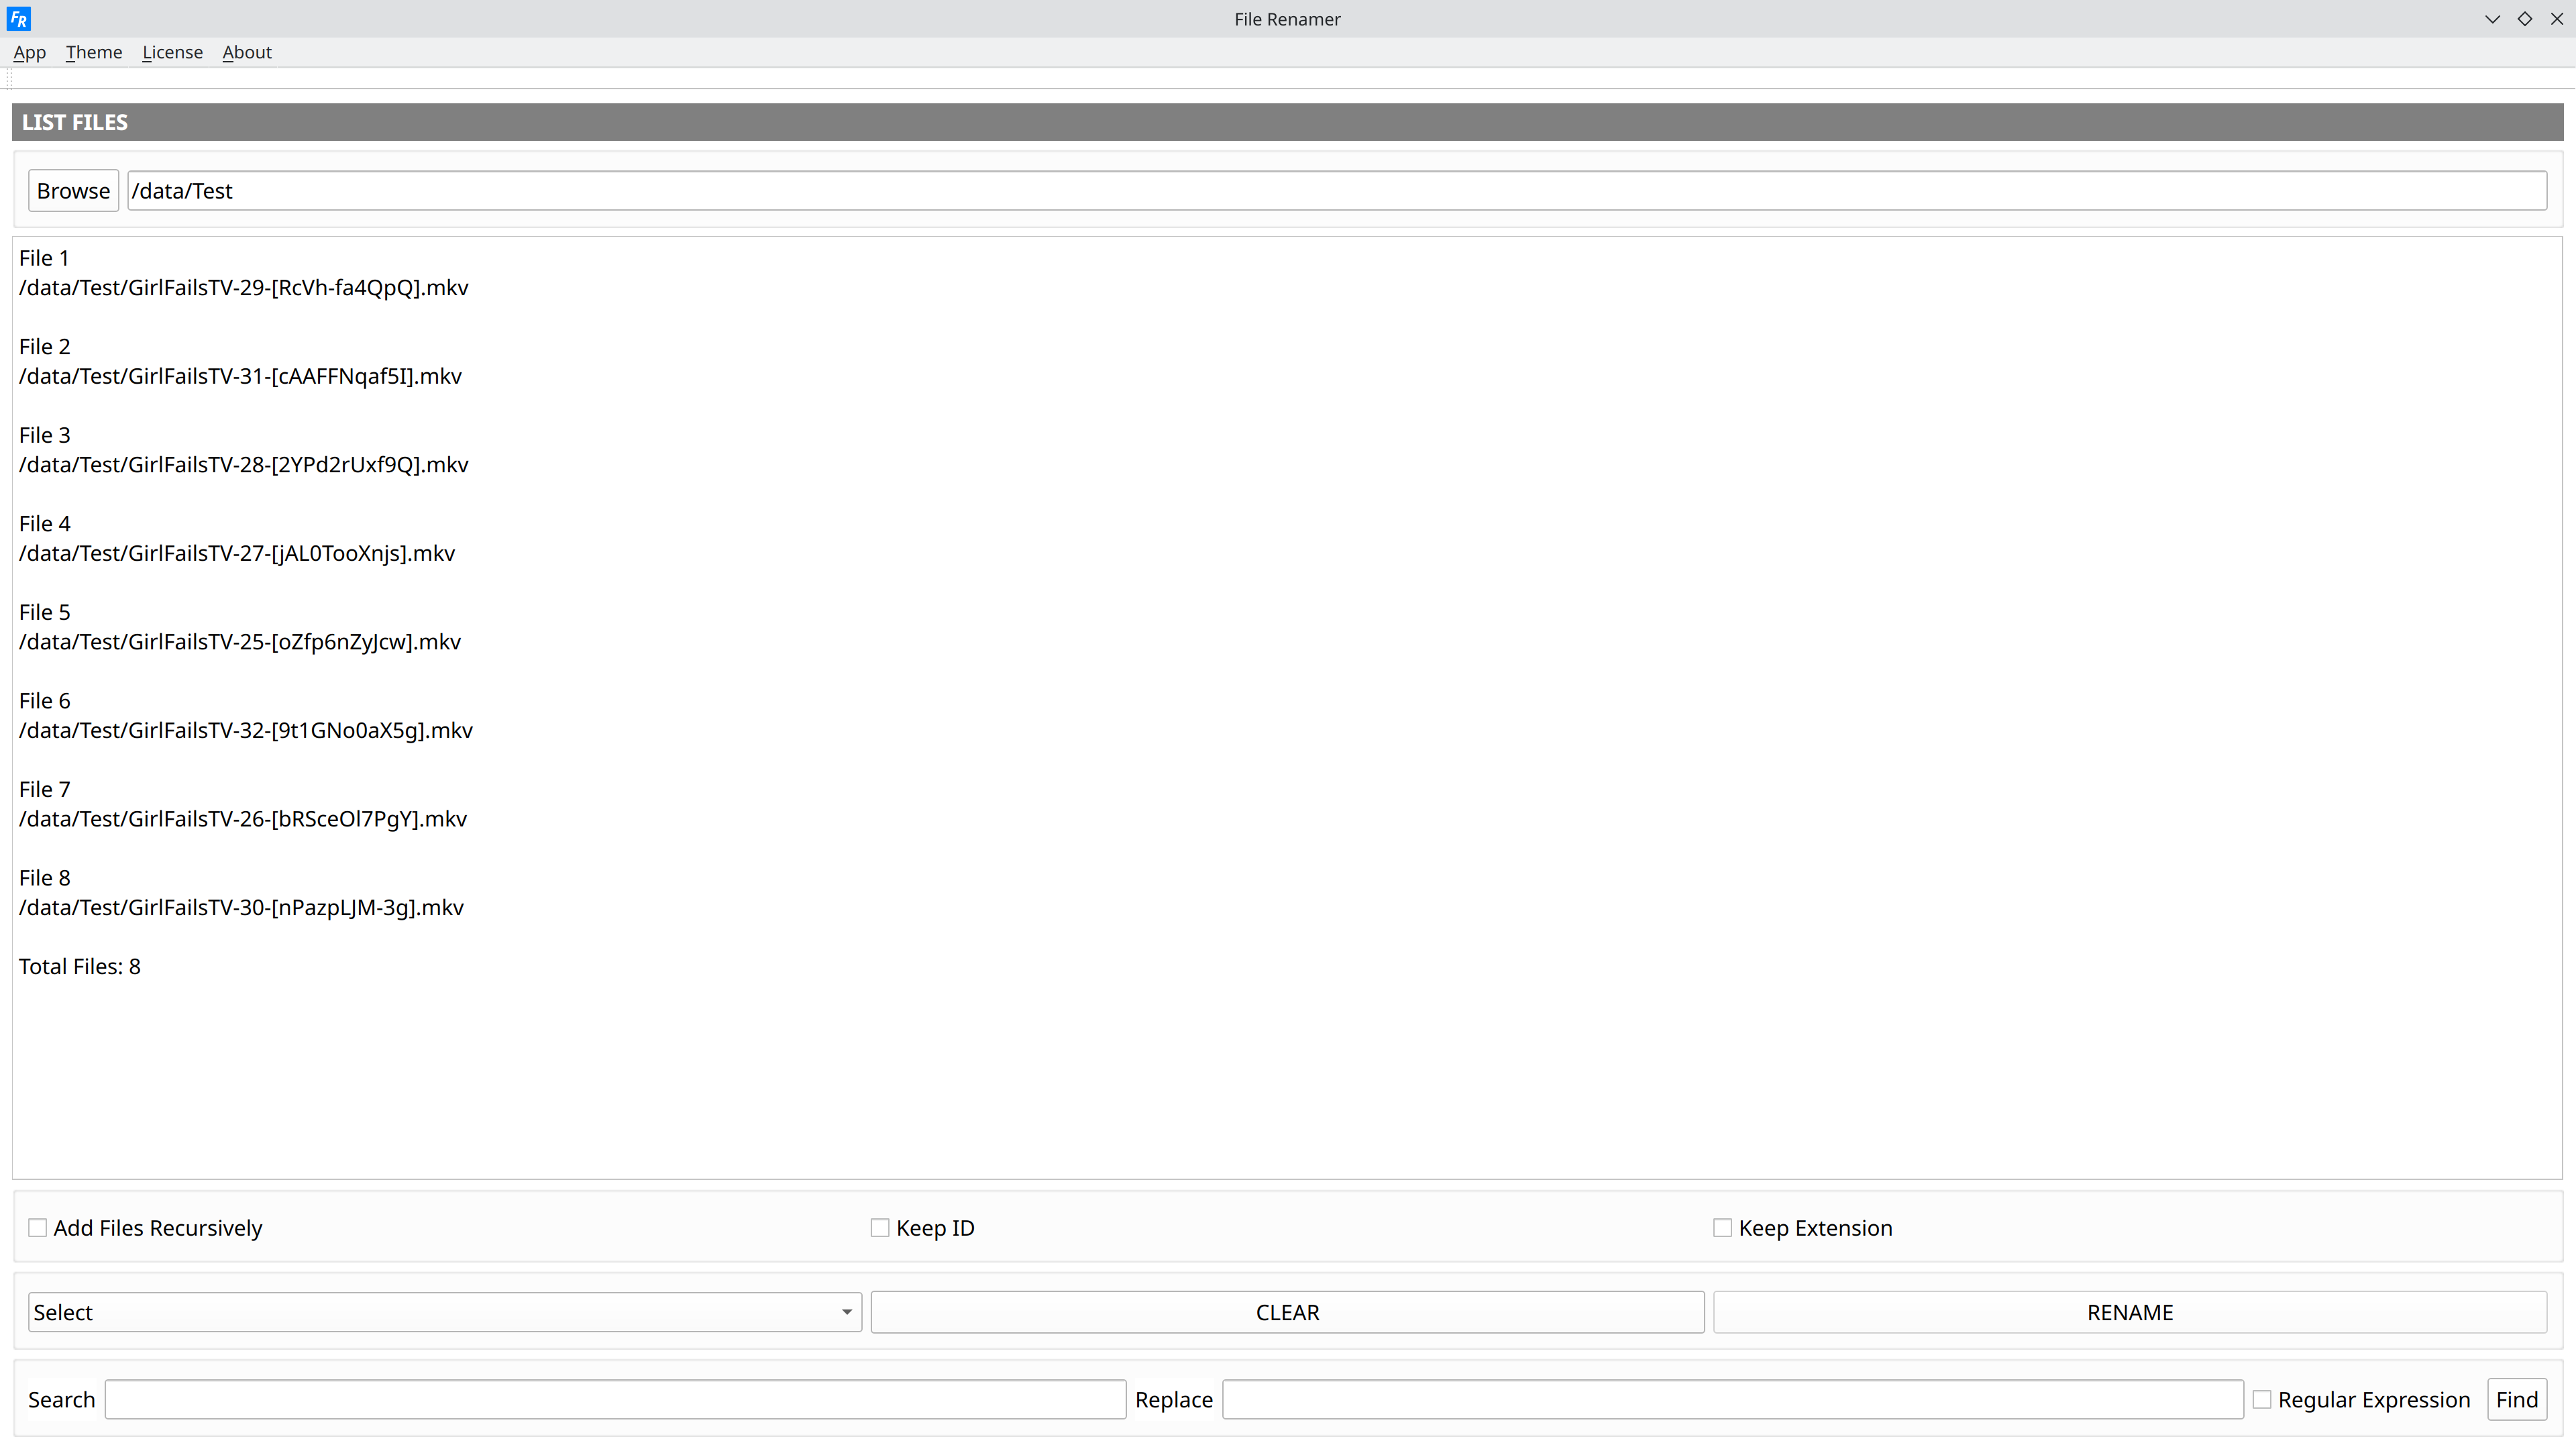 FR
File Renamer
App Theme License About
LIST FILES
Browse /data/Test
File 1
/data/Test/GirlFailsTV-29-[RcVh-fa4QpQ].mkv
File 2
/data/Test/GirlFailsTV-31-[cAAFFNqaf5I].mkv
File 3
/data/Test/GirlFailsTV-28-[2YPd2rUxf9Q].mkv
File 4
/data/Test/GirlFailsTV-27-[jAL0TooXnjs].mkv
File 5
/data/Test/GirlFailsTV-25-[oZfp6nZyJcw].mkv
File 6
/data/Test/GirlFailsTV-32-[9t1GNo0aX5g].mkv
File 7
/data/Test/GirlFailsTV-26-[bRSceOl7PgY].mkv
File 8
/data/Test/GirlFailsTV-30-[nPazpLJM-3g].mkv
Total Files: 8
Add Files Recursively Keep ID Keep Extension
Select CLEAR RENAME
Search Replace Regular Expression Find